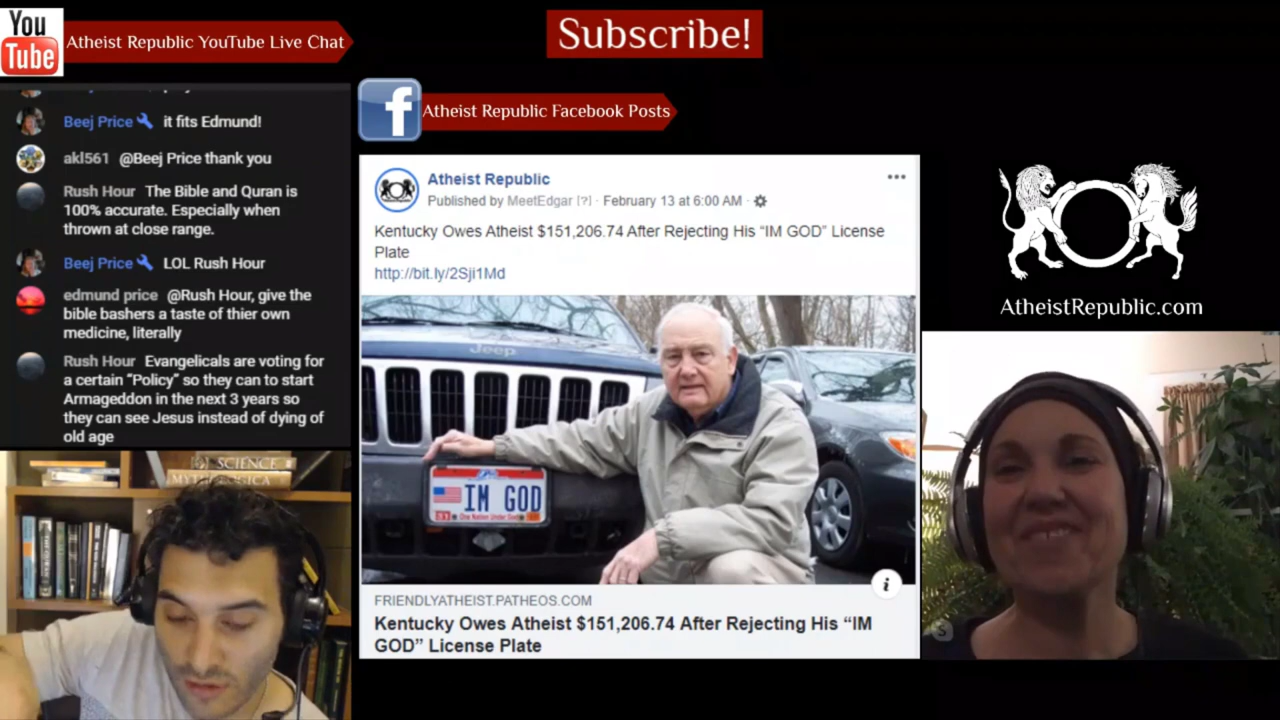 You
Tube
Atheist Republic YouTube Live Chat
Subscribe!
Atheist Republic Facebook Posts
Beej Price it fits Edmund!
akl561 @Beej Price thank you
Rush Hour The Bible and Quran is
100% accurate. Especially when
thrown at close range.
Beej Price LOL Rush Hour
edmund price @Rush Hour, give the
bible bashers a taste of thier own
medicine, literally
Rush Hour Evangelicals are voting for
a certain “Policy” so they can to start
Armageddon in the next 3 years so
they can see Jesus instead of dying of
old age
Atheist Republic
Published by MeetEdgar [?] · February 13 at 6:00 AM ·
Kentucky Owes Atheist $151,206.74 After Rejecting His “IM GOD” License
Plate
http://bit.ly/2Sji1Md
Jeep
IM GOD
One Nation Under God
i
FRIENDLYATHEIST.PATHEOS.COM
Kentucky Owes Atheist $151,206.74 After Rejecting His “IM
GOD” License Plate
AtheistRepublic.com
SCIENCE
S